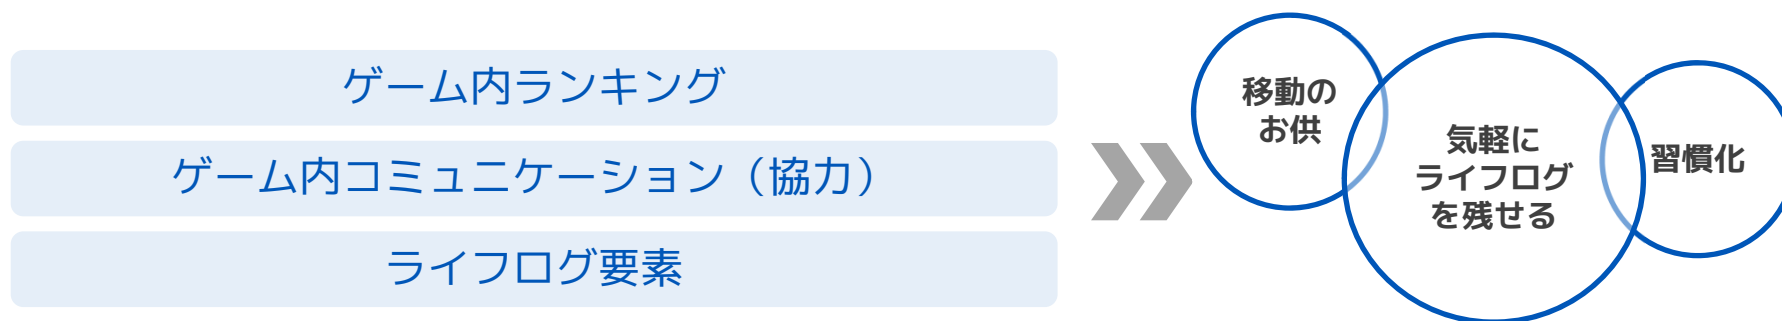 ゲーム内ランキング
ゲーム内コミュニケーション（協力）
ライフログ要素
移動の
お供
気軽に
ライフログ
を残せる
習慣化